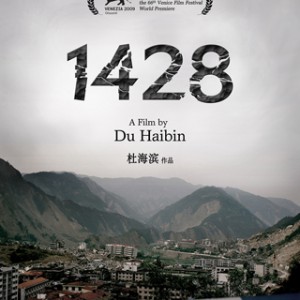 VENEZIA 2009
the 66th Venice Film Festival
World Premiere
1428
A Film by
Du Haibin
杜海滨 作品